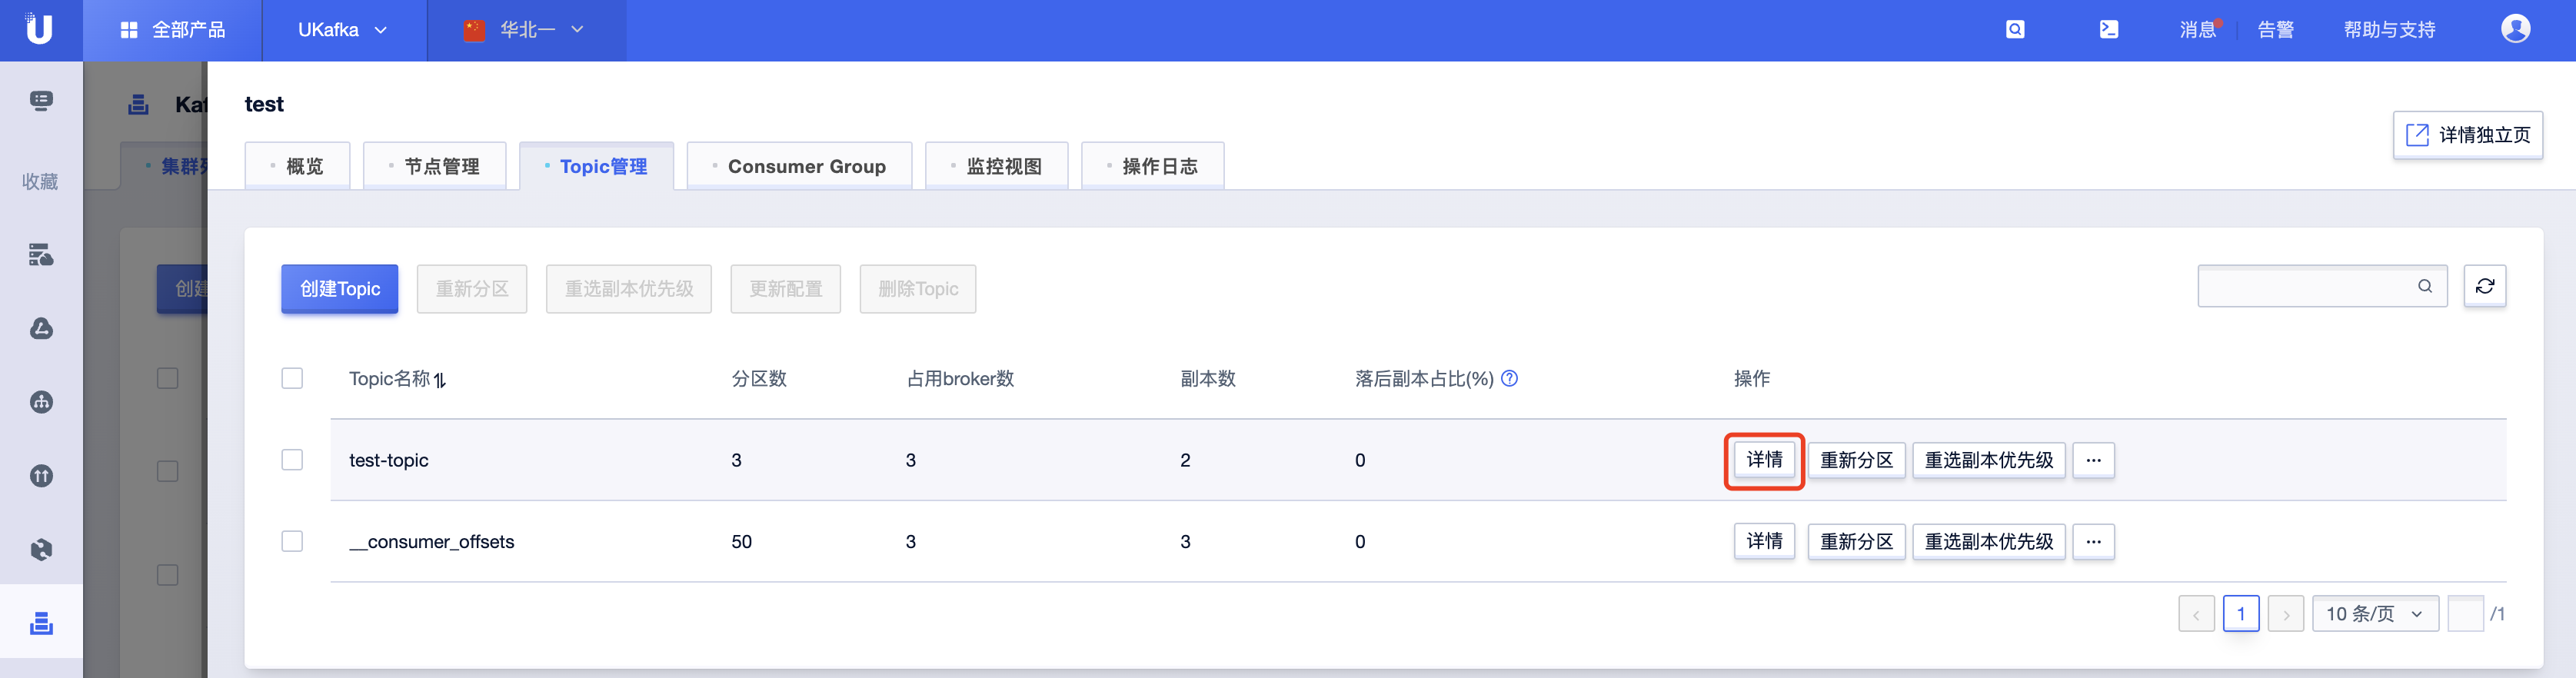 全部产品
UKafka
华北一
消息
告警
帮助与支持
收藏
test
详情独立页
概览
节点管理
Topic管理
Consumer Group
监控视图
操作日志
创建Topic
重新分区
重选副本优先级
更新配置
删除Topic
Topic名称
分区数
占用broker数
副本数
落后副本占比(%)
操作
test-topic
3
3
2
0
详情
重新分区
重选副本优先级
...
__consumer_offsets
50
3
3
0
详情
重新分区
重选副本优先级
...
1
10 条/页
/1